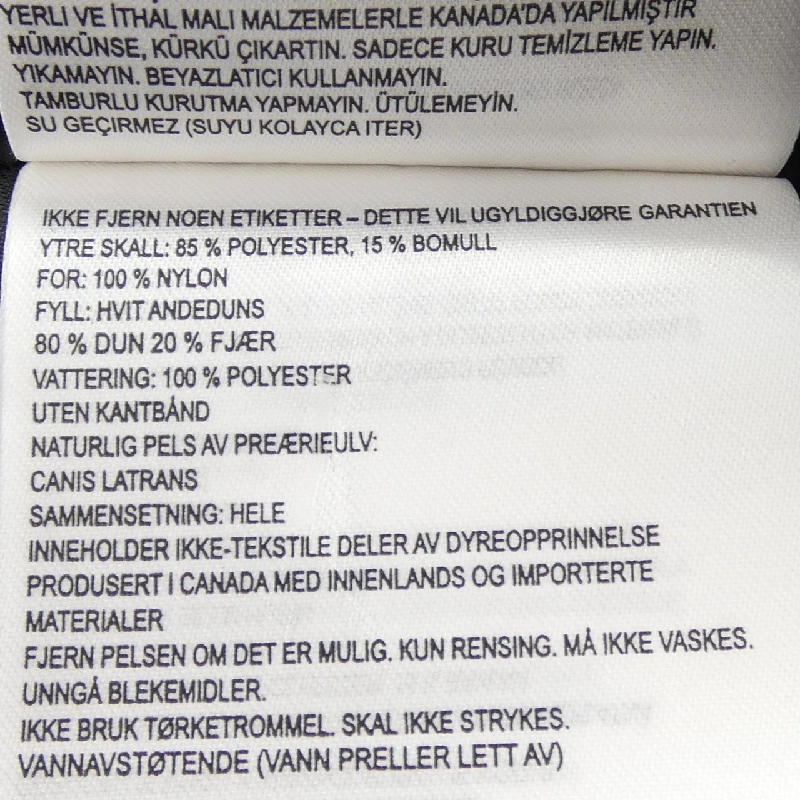 YERLİ VE İTHAL MALI MALZEMELERLE KANADA'DA YAPILMIŞTIR
MÜMKÜNSE, KÜRKÜ ÇIKARTIN. SADECE KURU TEMİZLEME YAPIN.
YIKAMAYIN. BEYAZLATICI KULLANMAYIN.
TAMBURLU KURUTMA YAPMAYIN. ÜTÜLEMEYİN.
SU GEÇIRMEZ (SUYU KOLAYCA ITER)
IKKE FJERN NOEN ETIKETTER – DETTE VIL UGYLDIGGJØRE GARANTIEN
YTRE SKALL: 85 % POLYESTER, 15 % BOMULL
FOR: 100 % NYLON
FYLL: HVIT ANDEDUNS
80 % DUN 20 % FJÆR
VATTERING: 100 % POLYESTER
UTEN KANTBÅND
NATURLIG PELS AV PREÆRIEULV:
CANIS LATRANS
SAMMENSETNING: HELE
INNEHOLDER IKKE-TEKSTILE DELER AV DYREOPPRINNELSE
PRODUSERT I CANADA MED INNENLANDS OG IMPORTERTE
MATERIALER
FJERN PELSEN OM DET ER MULIG. KUN RENSING. MÅ IKKE VASKES.
UNNGÅ BLEKEMIDLER.
IKKE BRUK TØRKETROMMEL. SKAL IKKE STRYKES.
VANNAVSTØTENDE (VANN PRELLER LETT AV)